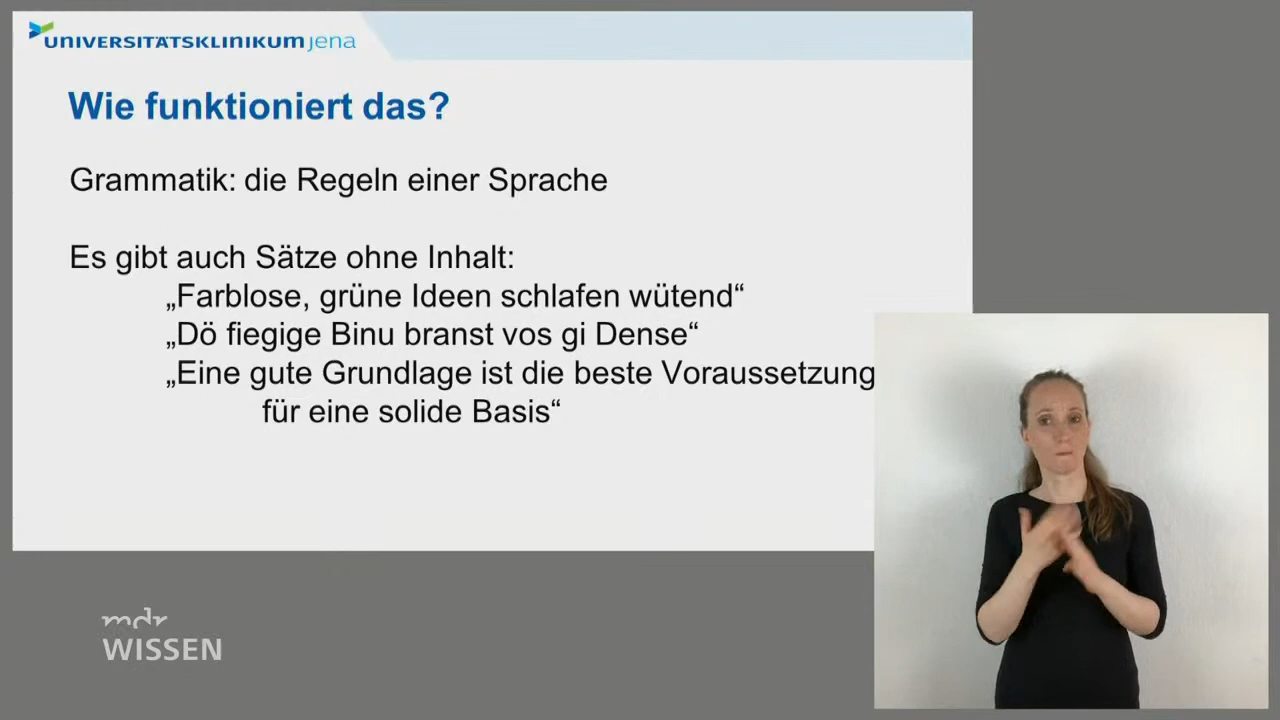 UNIVERSITÄTSKLINIKUM jena
Wie funktioniert das?
Grammatik: die Regeln einer Sprache
Es gibt auch Sätze ohne Inhalt:
„Farblose, grüne Ideen schlafen wütend“
„Dö fiegige Binu branst vos gi Dense“
„Eine gute Grundlage ist die beste Voraussetzung
für eine solide Basis“
mdr
WISSEN